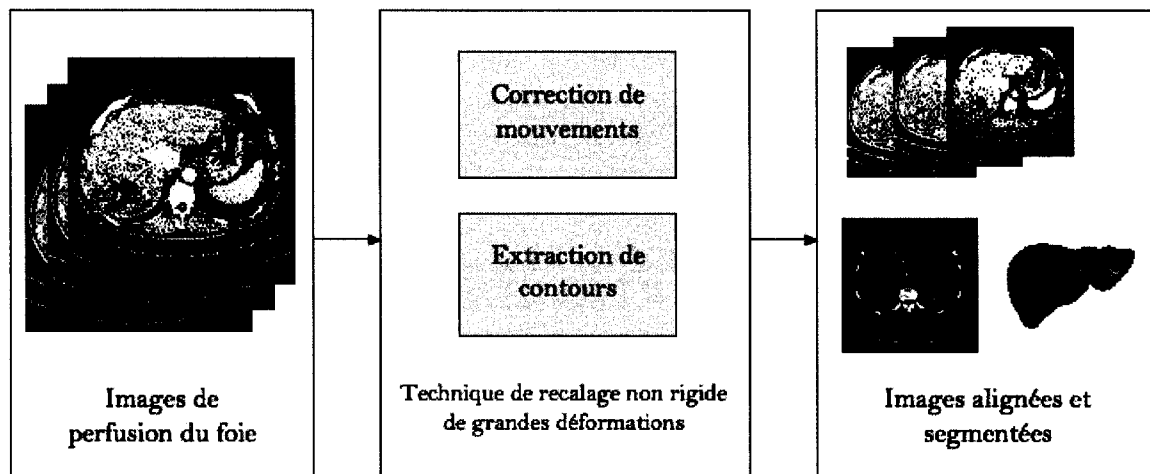 Images de
perfusion du foie
Correction de
mouvements
Extraction de
contours
Technique de recalage non rigide
de grandes déformations
Images alignées et
segmentées